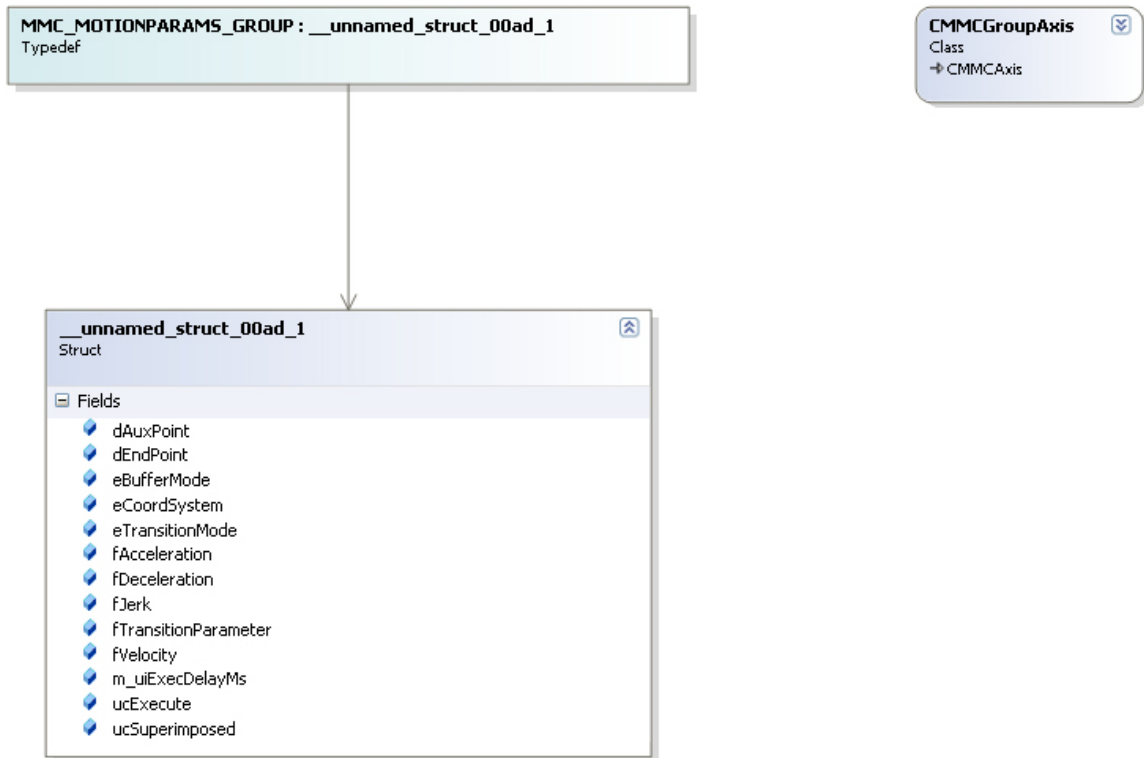 MMC_MOTIONPARAMS_GROUP : __unnamed_struct_00ad_1
Typedef
CMMCGroupAxis
Class
CMMCAxis
__unnamed_struct_00ad_1
Struct
Fields
dAuxPoint
dEndPoint
eBufferMode
eCoordSystem
eTransitionMode
fAcceleration
fDeceleration
fJerk
fTransitionParameter
fVelocity
m_uiExecDelayMs
ucExecute
ucSuperimposed